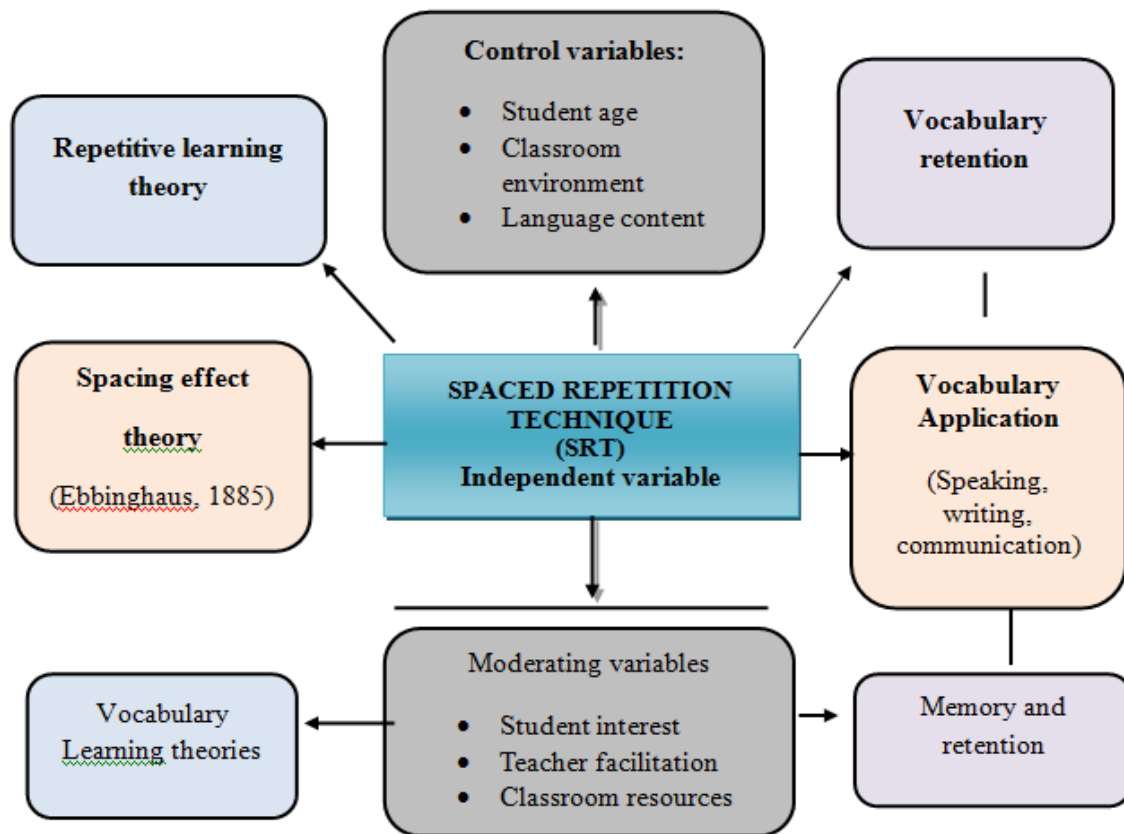 Control variables:
• Student age
• Classroom
environment
• Language content
Repetitive learning
theory
Vocabulary
retention
Spacing effect
theory
(Ebbinghaus, 1885)
SPACED REPETITION
TECHNIQUE
(SRT)
Independent variable
Vocabulary
Application
(Speaking,
writing,
communication)
Vocabulary
Learning theories
Moderating variables
• Student interest
• Teacher facilitation
• Classroom resources
Memory and
retention